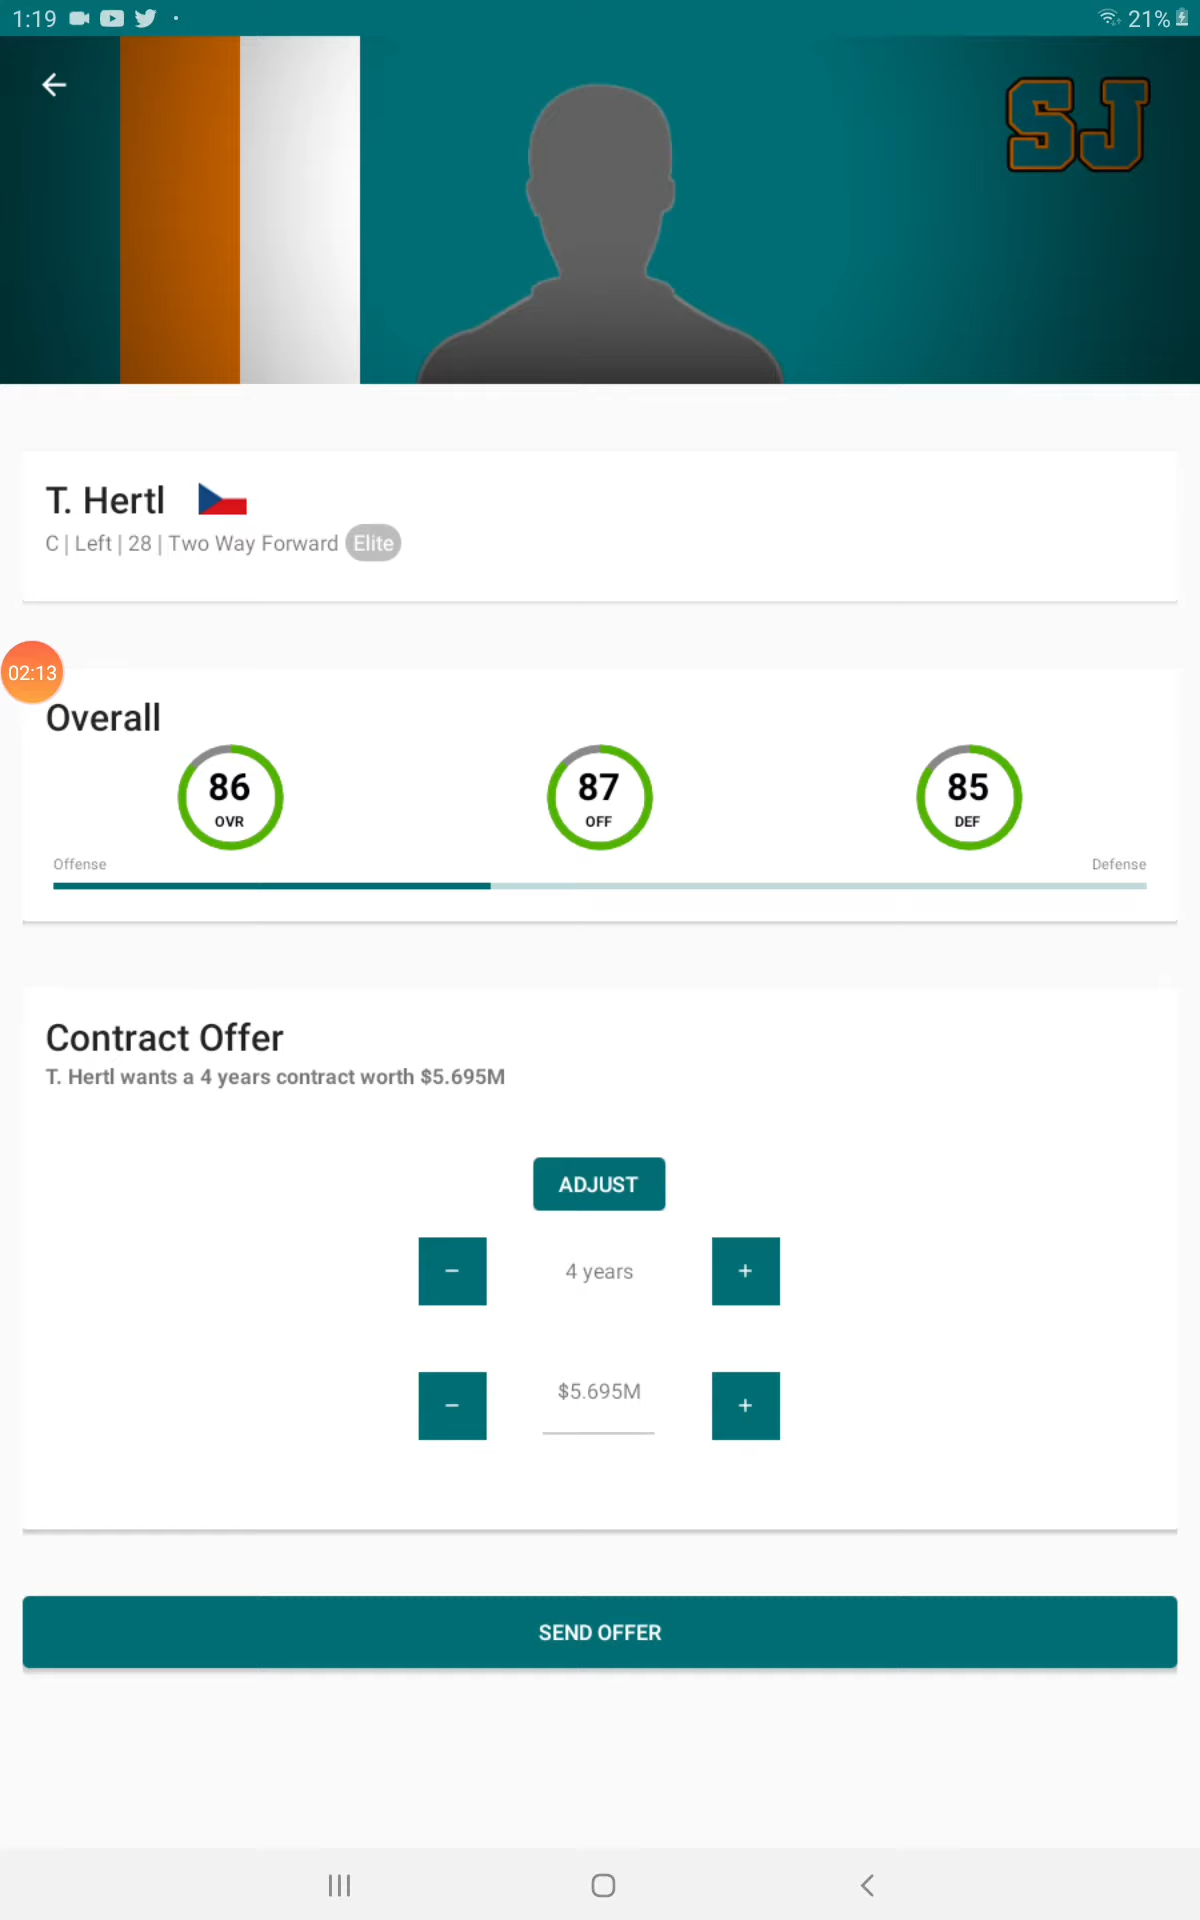 1:19
21%
SJ
T. Hertl
C | Left | 28 | Two Way Forward Elite
02:13
Overall
86 87 85
OVR OFF DEF
Offense Defense
Contract Offer
T. Hertl wants a 4 years contract worth $5.695M
ADJUST
− 4 years +
− $5.695M +
SEND OFFER